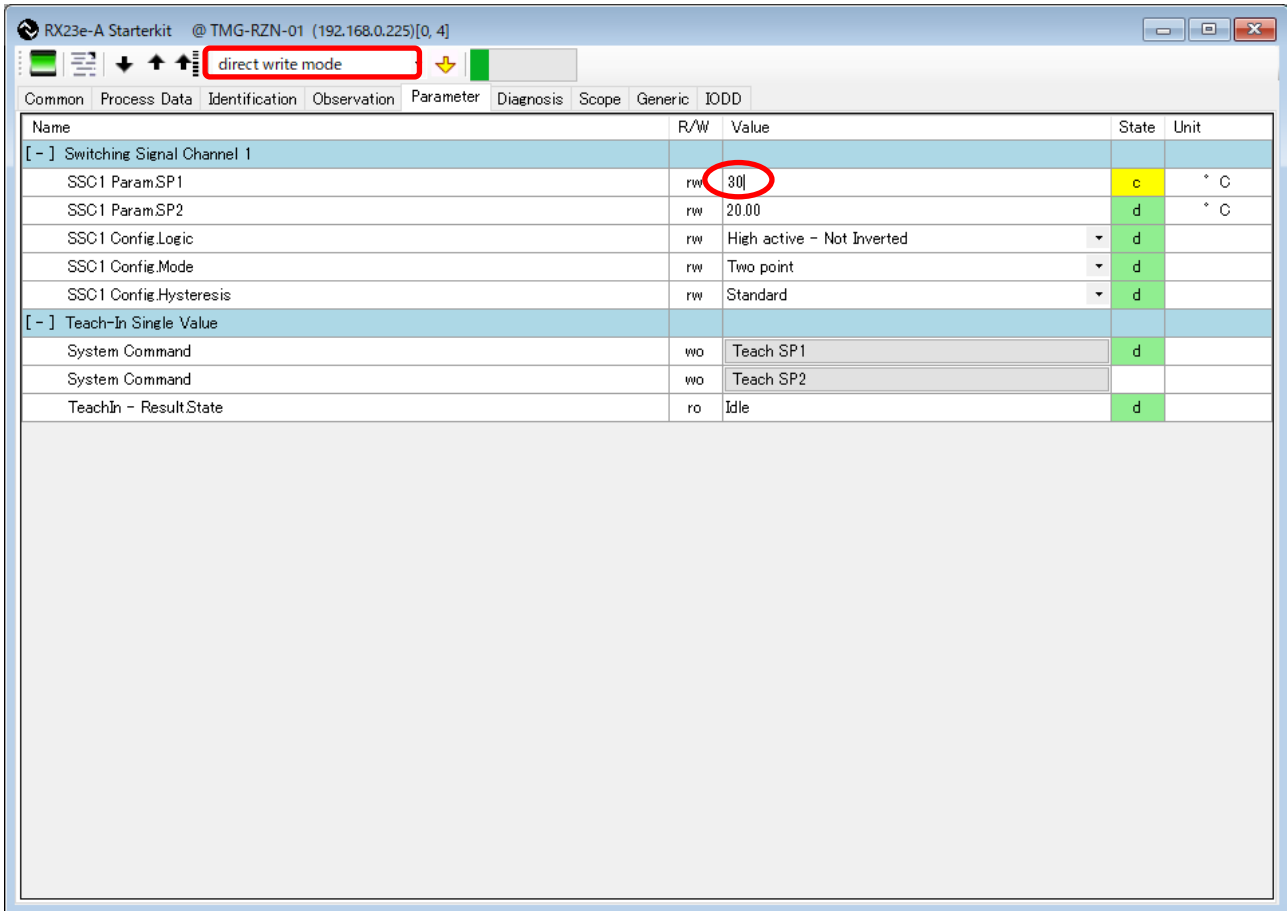 RX23e-A Starterkit @ TMG-RZN-01 (192.168.0.225)[0, 4]
direct write mode
Common Process Data Identification Observation Parameter Diagnosis Scope Generic IODD
Name R/W Value State Unit
[-] Switching Signal Channel 1
SSC1 Param.SP1 rw 30 c °C
SSC1 Param.SP2 rw 20.00 d °C
SSC1 Config.Logic rw High active - Not Inverted d
SSC1 Config.Mode rw Two point d
SSC1 Config.Hysteresis rw Standard d
[-] Teach-In Single Value
System Command wo Teach SP1 d
System Command wo Teach SP2
TeachIn - Result.State ro Idle d